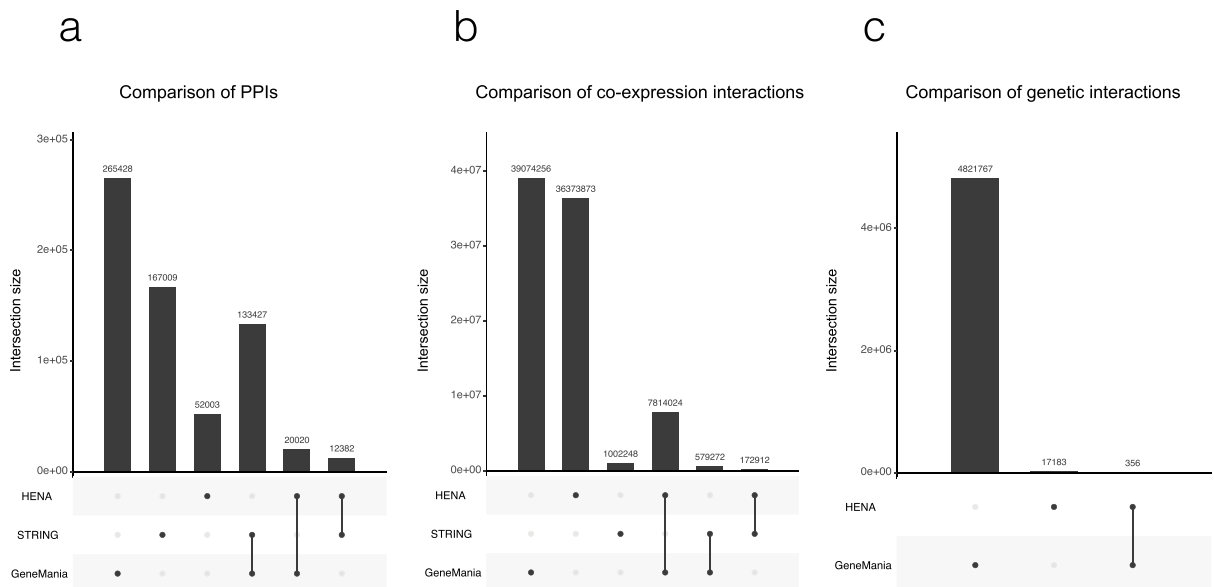 a
Comparison of PPIs
Intersection size
3e+05
2e+05
1e+05
0e+00
265428
167009
52003
133427
20020
12382
HENA
STRING
GeneMania
b
Comparison of co-expression interactions
Intersection size
4e+07
3e+07
2e+07
1e+07
0e+00
39074256
36373873
1002248
7814024
579272
172912
HENA
STRING
GeneMania
c
Comparison of genetic interactions
Intersection size
4e+06
2e+06
0e+00
4821767
17183
356
HENA
GeneMania